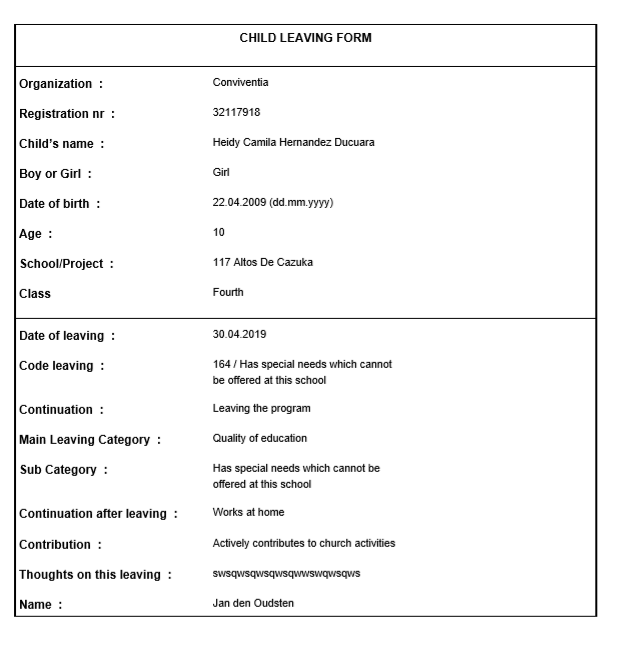 CHILD LEAVING FORM
Organization : Conviventia
Registration nr : 32117918
Child's name : Heidy Camila Hernandez Ducuara
Boy or Girl : Girl
Date of birth : 22.04.2009 (dd.mm.yyyy)
Age : 10
School/Project : 117 Altos De Cazuka
Class Fourth
Date of leaving : 30.04.2019
Code leaving : 164 / Has special needs which cannot
be offered at this school
Continuation : Leaving the program
Main Leaving Category : Quality of education
Sub Category : Has special needs which cannot be
offered at this school
Continuation after leaving : Works at home
Contribution : Actively contributes to church activities
Thoughts on this leaving : swsqwsqwsqwsqwwswqwsqws
Name : Jan den Oudsten